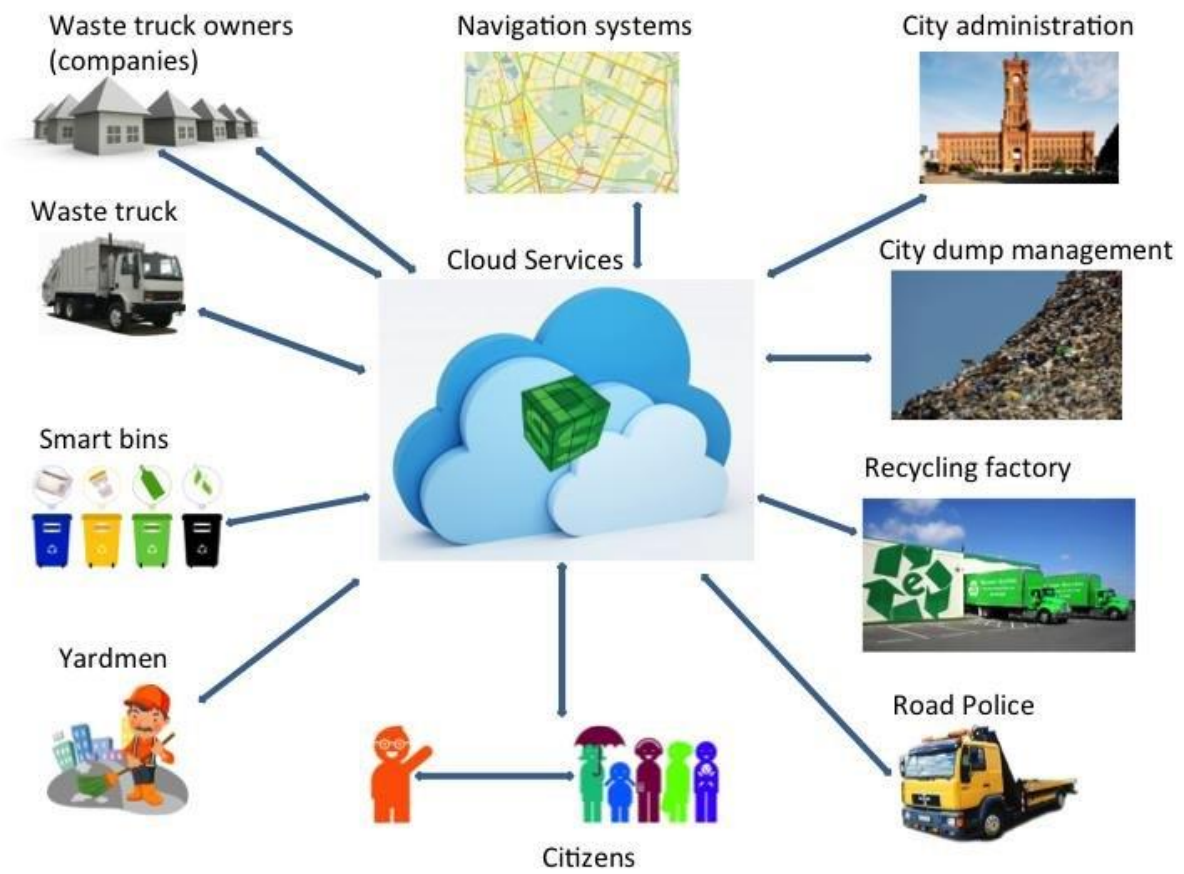 Waste truck owners
(companies)
Navigation systems
City administration
Waste truck
City dump management
Cloud Services
Smart bins
Recycling factory
e
Yardmen
Road Police
Citizens